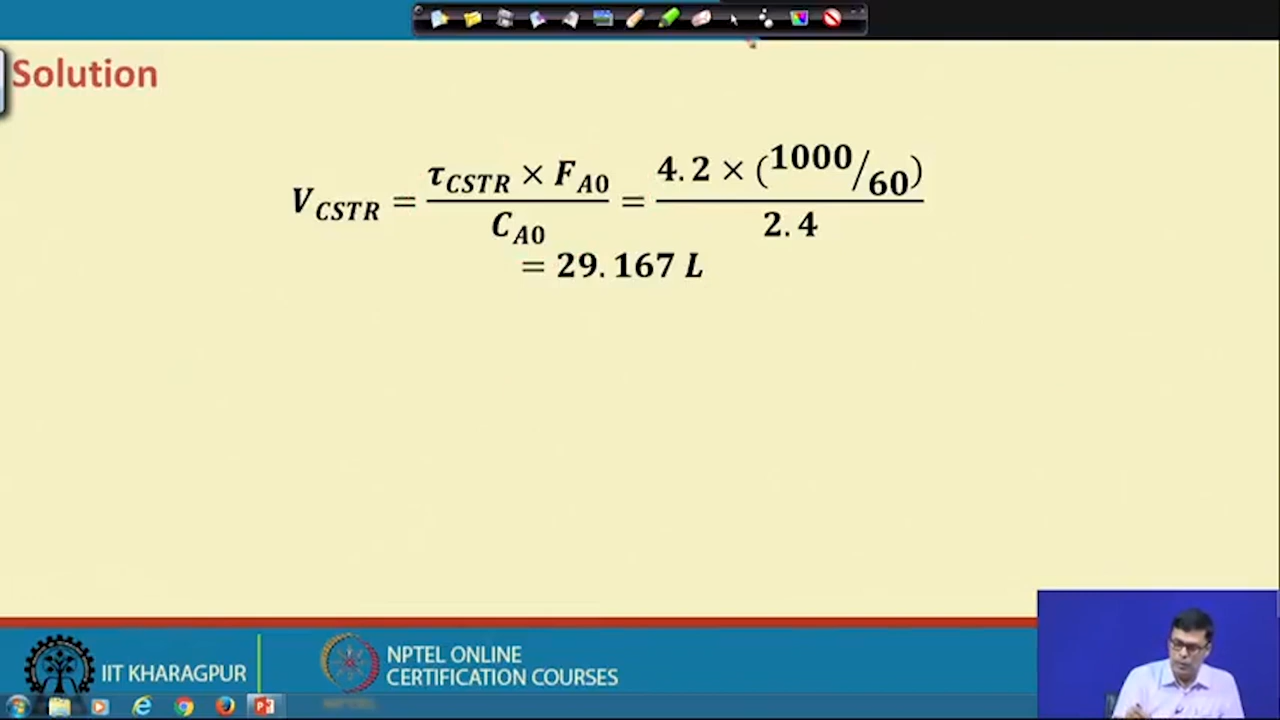 Solution
V_CSTR = (τ_CSTR × F_A0) / C_A0 = (4.2 × (1000/60)) / 2.4
= 29.167 L
IIT KHARAGPUR
NPTEL ONLINE
CERTIFICATION COURSES